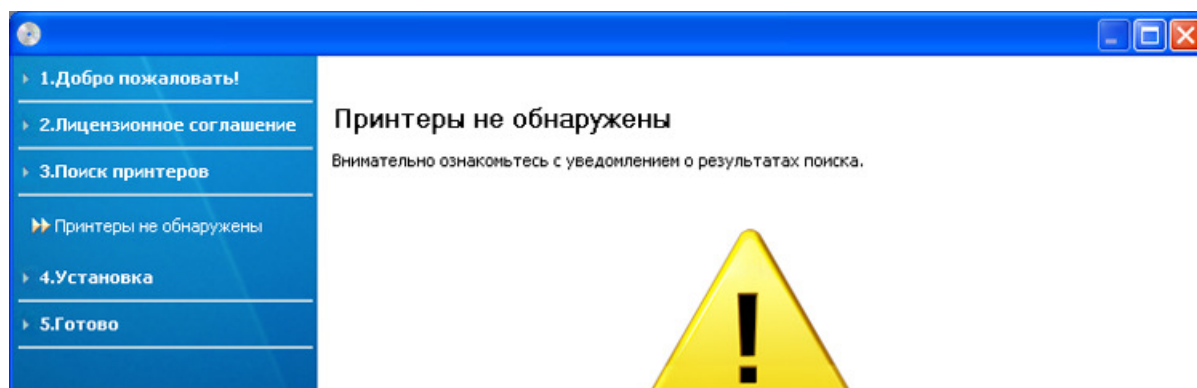 1.Добро пожаловать!
2.Лицензионное соглашение
3.Поиск принтеров
Принтеры не обнаружены
4.Установка
5.Готово
Принтеры не обнаружены
Внимательно ознакомьтесь с уведомлением о результатах поиска.
!